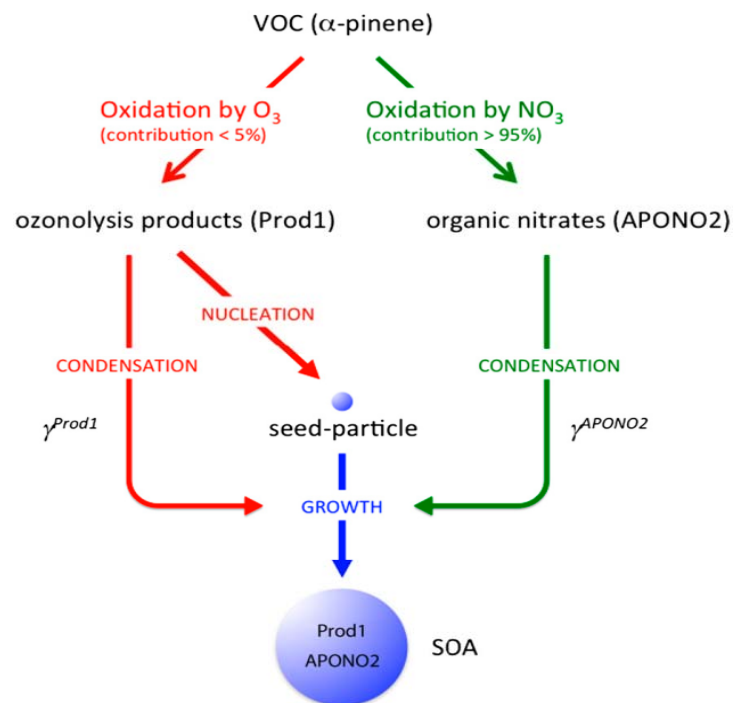 VOC (α-pinene)
Oxidation by O₃
(contribution < 5%)
Oxidation by NO₃
(contribution > 95%)
ozonolysis products (Prod1)
organic nitrates (APONO2)
NUCLEATION
CONDENSATION
CONDENSATION
γᴾʳᵒᵈ¹
seed-particle
γᴬᴾᴼᴺᴼ²
GROWTH
Prod1
APONO2
SOA